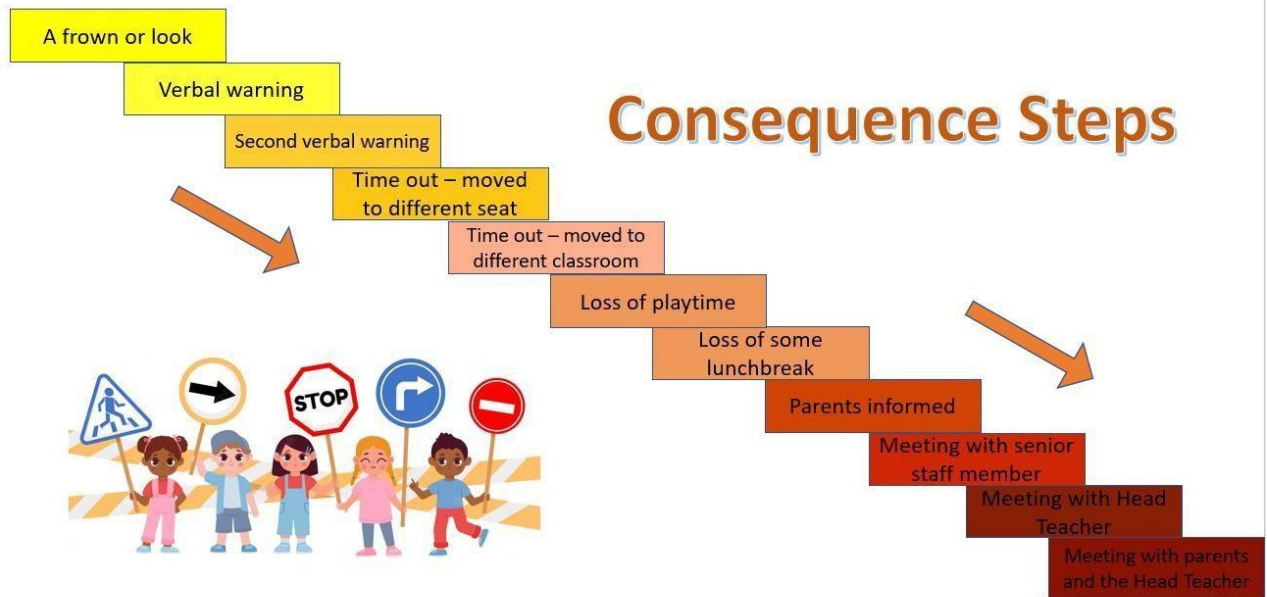 A frown or look
Verbal warning
Consequence Steps
Second verbal warning
Time out – moved
to different seat
Time out – moved to
different classroom
Loss of playtime
Loss of some
lunchbreak
STOP
Parents informed
Meeting with senior
staff member
Meeting with Head
Teacher
Meeting with parents
and the Head Teacher